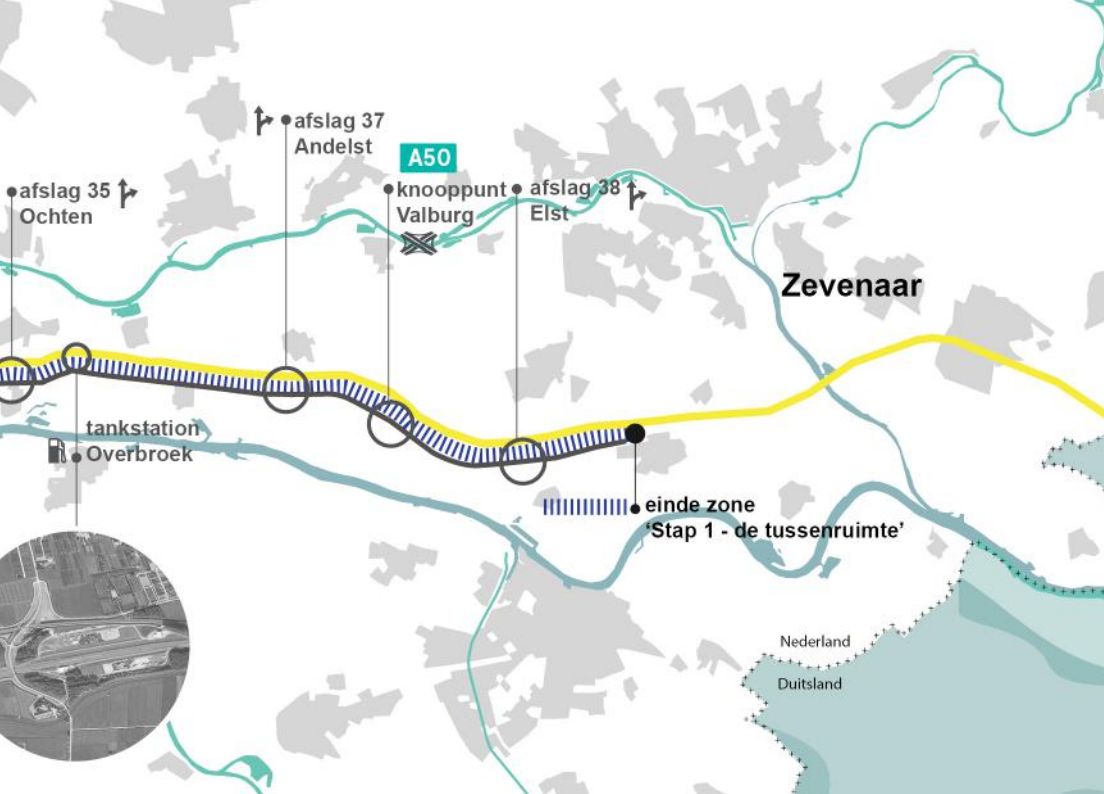 afslag 37
Andelst
A50
afslag 35
Ochten
knooppunt
Valburg
afslag 38
Elst
Zevenaar
tankstation
Overbroek
einde zone
‘Stap 1 - de tussenruimte’
Nederland
Duitsland